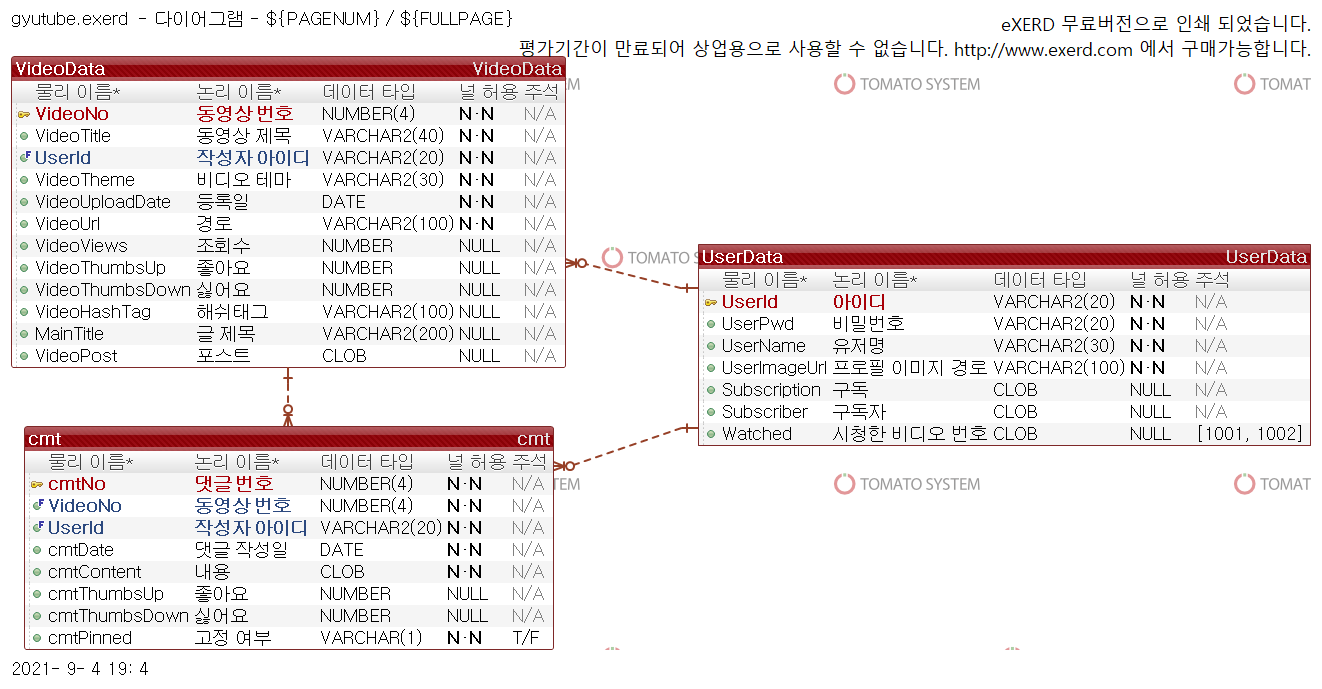 gyutube.exerd - 다이어그램 - ${PAGENUM} / ${FULLPAGE}
eXERD 무료버전으로 인쇄 되었습니다.
평가기간이 만료되어 상업용으로 사용할 수 없습니다. http://www.exerd.com 에서 구매가능합니다.
VideoData VideoData
물리 이름* 논리 이름* 데이터 타입 널 허용 주석
VideoNo 동영상 번호 NUMBER(4) N·N N/A
VideoTitle 동영상 제목 VARCHAR2(40) N·N N/A
UserId 작성자 아이디 VARCHAR2(20) N·N N/A
VideoTheme 비디오 테마 VARCHAR2(30) N·N N/A
VideoUploadDate 등록일 DATE N·N N/A
VideoUrl 경로 VARCHAR2(100) N·N N/A
VideoViews 조회수 NUMBER NULL N/A
VideoThumbsUp 좋아요 NUMBER NULL N/A
VideoThumbsDown 싫어요 NUMBER NULL N/A
VideoHashTag 해쉬태그 VARCHAR2(100) NULL N/A
MainTitle 글 제목 VARCHAR2(200) NULL N/A
VideoPost 포스트 CLOB NULL N/A
EM
TOMATO SYSTEM
TOMAT
TOMATO S
UserData UserData
물리 이름* 논리 이름* 데이터 타입 널 허용 주석
UserId 아이디 VARCHAR2(20) N·N N/A
UserPwd 비밀번호 VARCHAR2(20) N·N N/A
UserName 유저명 VARCHAR2(30) N·N N/A
UserImageUrl 프로필 이미지 경로 VARCHAR2(100) N·N N/A
Subscription 구독 CLOB NULL N/A
Subscriber 구독자 CLOB NULL N/A
Watched 시청한 비디오 번호 CLOB NULL [1001, 1002]
cmt cmt
물리 이름* 논리 이름* 데이터 타입 널 허용 주석
cmtNo 댓글 번호 NUMBER(4) N·N N/A
VideoNo 동영상 번호 NUMBER(4) N·N N/A
UserId 작성자 아이디 VARCHAR2(20) N·N N/A
cmtDate 댓글 작성일 DATE N·N N/A
cmtContent 내용 CLOB N·N N/A
cmtThumbsUp 좋아요 NUMBER NULL N/A
cmtThumbsDown 싫어요 NUMBER NULL N/A
cmtPinned 고정 여부 VARCHAR(1) N·N T/F
TEM
TOMATO SYSTEM
TOMAT
2021- 9- 4 19: 4